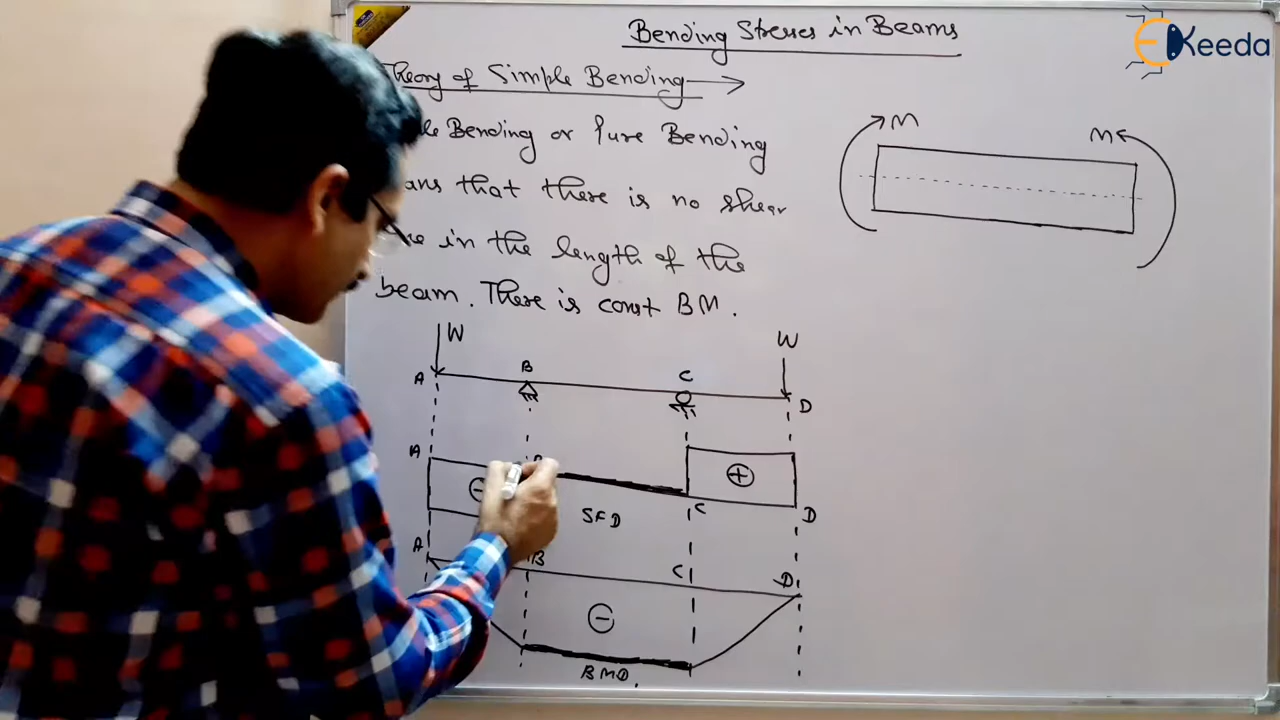 Bending Stresses in Beams
Keeda
Theory of Simple Bending
Bending or Pure Bending
that there is no shear
in the length of the
beam. There is const BM.
M M
W W
A B C D
A B C D
⊖ ⊕
SFD
A B C D
⊖
BMD.